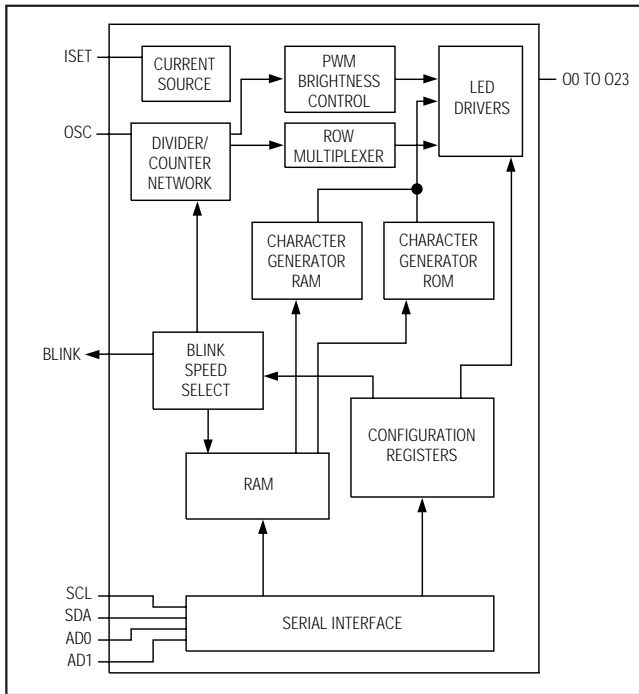 ISET
CURRENT
SOURCE
PWM
BRIGHTNESS
CONTROL
LED
DRIVERS
O0 TO O23
OSC
DIVIDER/
COUNTER
NETWORK
ROW
MULTIPLEXER
CHARACTER
GENERATOR
RAM
CHARACTER
GENERATOR
ROM
BLINK
BLINK
SPEED
SELECT
CONFIGURATION
REGISTERS
RAM
SCL
SDA
AD0
AD1
SERIAL INTERFACE